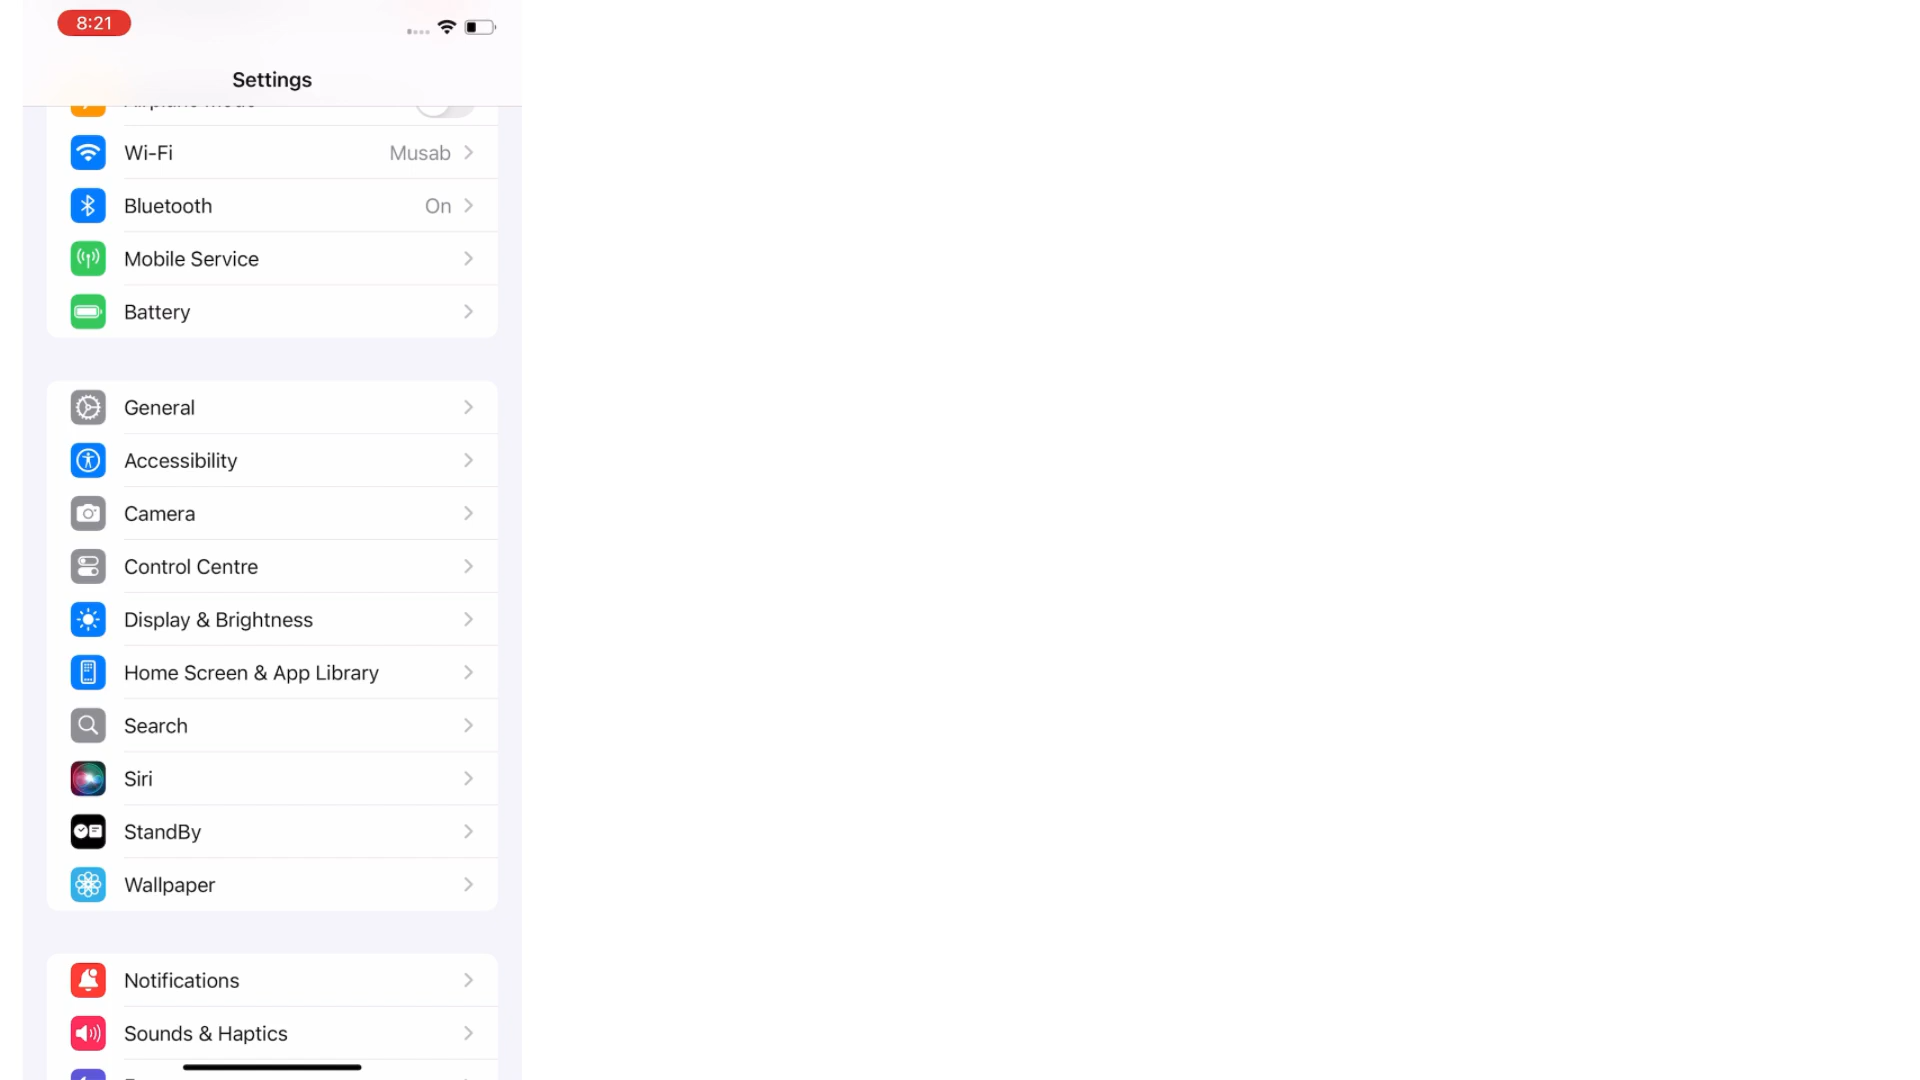 8:21
Settings
Wi-Fi Musab
Bluetooth On
Mobile Service
Battery
General
Accessibility
Camera
Control Centre
Display & Brightness
Home Screen & App Library
Search
Siri
StandBy
Wallpaper
Notifications
Sounds & Haptics